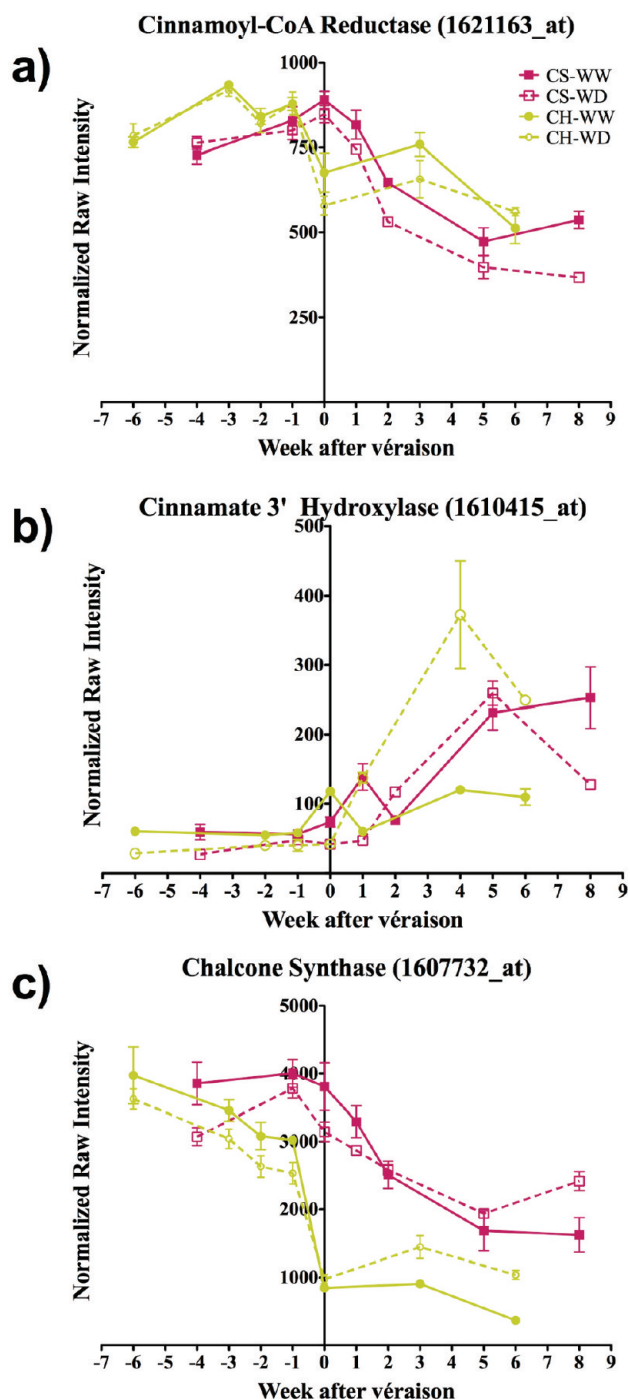 Cinnamoyl-CoA Reductase (1621163_at)
a)
1000
750
500
250
Normalized Raw Intensity
CS-WW
CS-WD
CH-WW
CH-WD
-7 -6 -5 -4 -3 -2 -1 0 1 2 3 4 5 6 7 8 9
Week after véraison
b)
Cinnamate 3' Hydroxylase (1610415_at)
500
400
300
200
100
Normalized Raw Intensity
-7 -6 -5 -4 -3 -2 -1 0 1 2 3 4 5 6 7 8 9
Week after véraison
c)
Chalcone Synthase (1607732_at)
5000
4000
3000
2000
1000
Normalized Raw Intensity
-7 -6 -5 -4 -3 -2 -1 0 1 2 3 4 5 6 7 8 9
Week after véraison